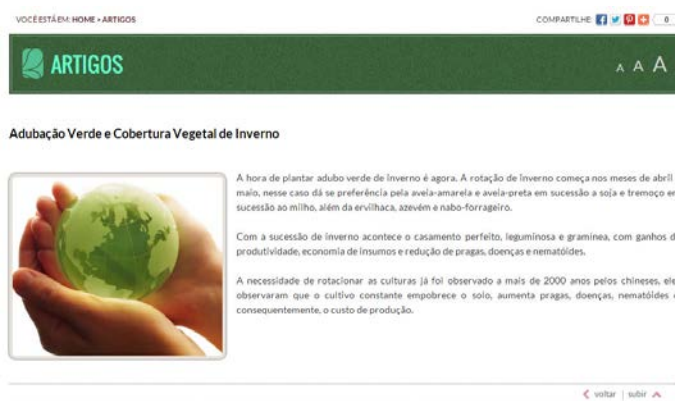 VOCÊ ESTÁ EM: HOME » ARTIGOS
COMPARTILHE 0
ARTIGOS
A A A
Adubação Verde e Cobertura Vegetal de Inverno
A hora de plantar adubo verde de inverno é agora. A rotação de inverno começa nos meses de abril
maio, nesse caso dá se preferência pela aveia-amarela e aveia-preta em sucessão a soja e tremoço em
sucessão ao milho, além da ervilhaca, azevém e nabo-forrageiro.
Com a sucessão de inverno acontece o casamento perfeito, leguminosa e graminea, com ganhos d
produtividade, economia de insumos e redução de pragas, doenças e nematóides.
A necessidade de rotacionar as culturas já foi observado a mais de 2000 anos pelos chineses, ele
observaram que o cultivo constante empobrece o solo, aumenta pragas, doenças, nematóides e
consequentemente, o custo de produção.
voltar | subir